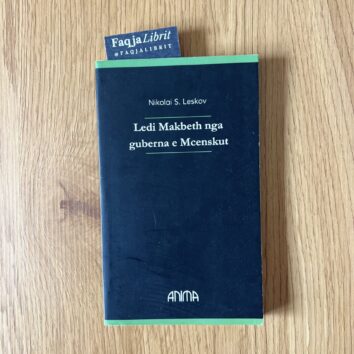 FaqjaLibrit
@FAQJALIBRIT
Nikolai S. Leskov
Ledi Makbeth nga
guberna e Mcenskut
ANIMA